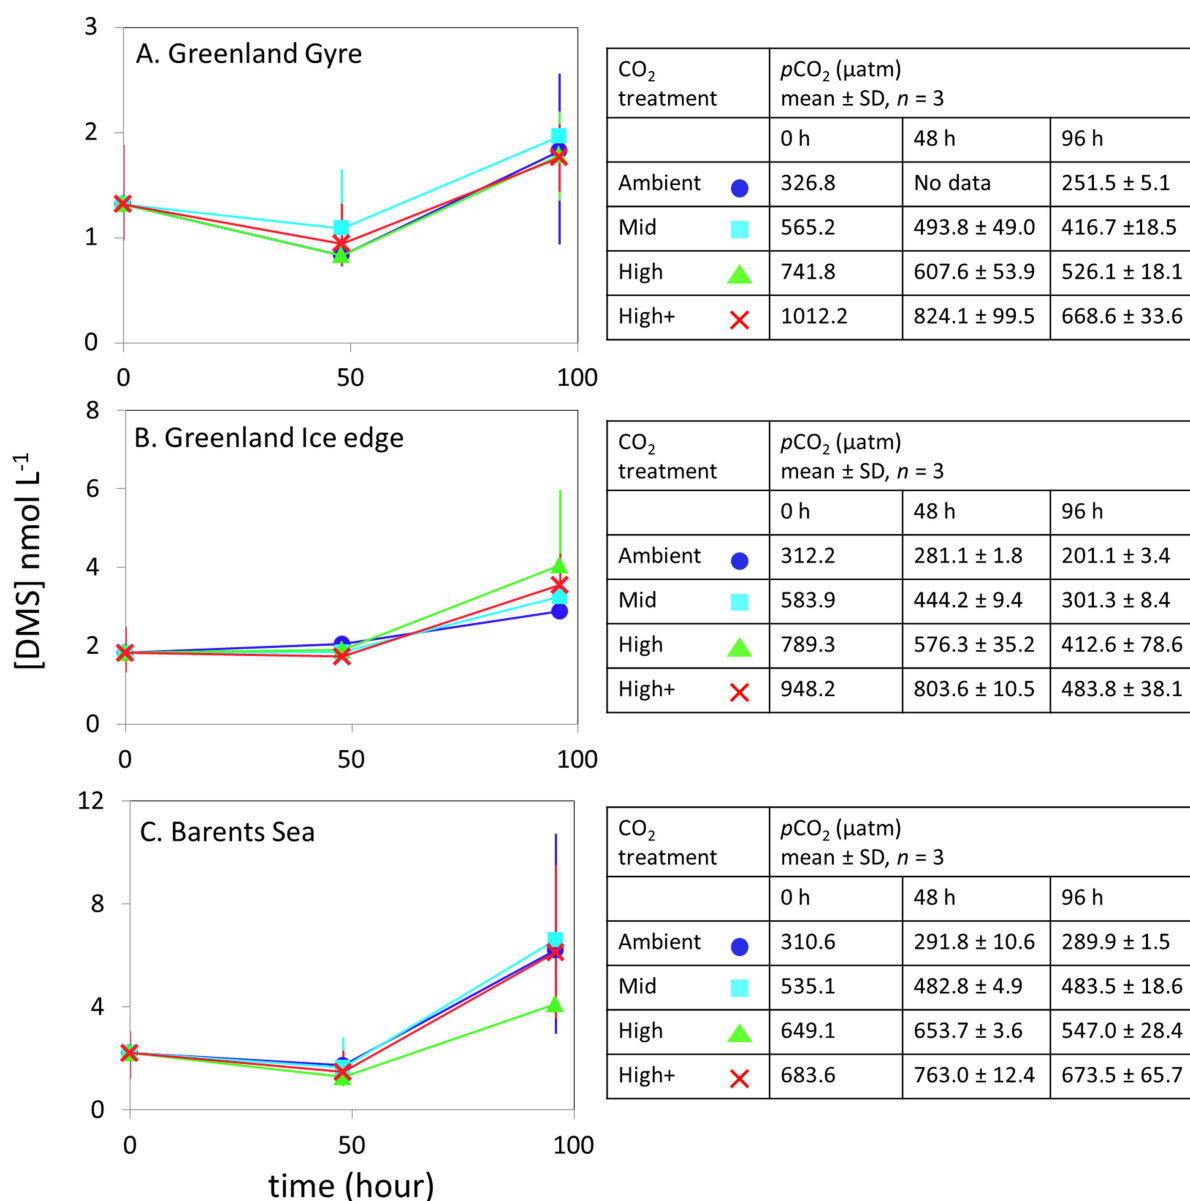 3
A. Greenland Gyre
2
1
0
0 50 100
CO2 treatment pCO2 (μatm) mean ± SD, n = 3
0 h 48 h 96 h
Ambient 326.8 No data 251.5 ± 5.1
Mid 565.2 493.8 ± 49.0 416.7 ±18.5
High 741.8 607.6 ± 53.9 526.1 ± 18.1
High+ 1012.2 824.1 ± 99.5 668.6 ± 33.6
[DMS] nmol L-1
8
B. Greenland Ice edge
6
4
2
0
0 50 100
CO2 treatment pCO2 (μatm) mean ± SD, n = 3
0 h 48 h 96 h
Ambient 312.2 281.1 ± 1.8 201.1 ± 3.4
Mid 583.9 444.2 ± 9.4 301.3 ± 8.4
High 789.3 576.3 ± 35.2 412.6 ± 78.6
High+ 948.2 803.6 ± 10.5 483.8 ± 38.1
12
C. Barents Sea
8
4
0
0 50 100
time (hour)
CO2 treatment pCO2 (μatm) mean ± SD, n = 3
0 h 48 h 96 h
Ambient 310.6 291.8 ± 10.6 289.9 ± 1.5
Mid 535.1 482.8 ± 4.9 483.5 ± 18.6
High 649.1 653.7 ± 3.6 547.0 ± 28.4
High+ 683.6 763.0 ± 12.4 673.5 ± 65.7